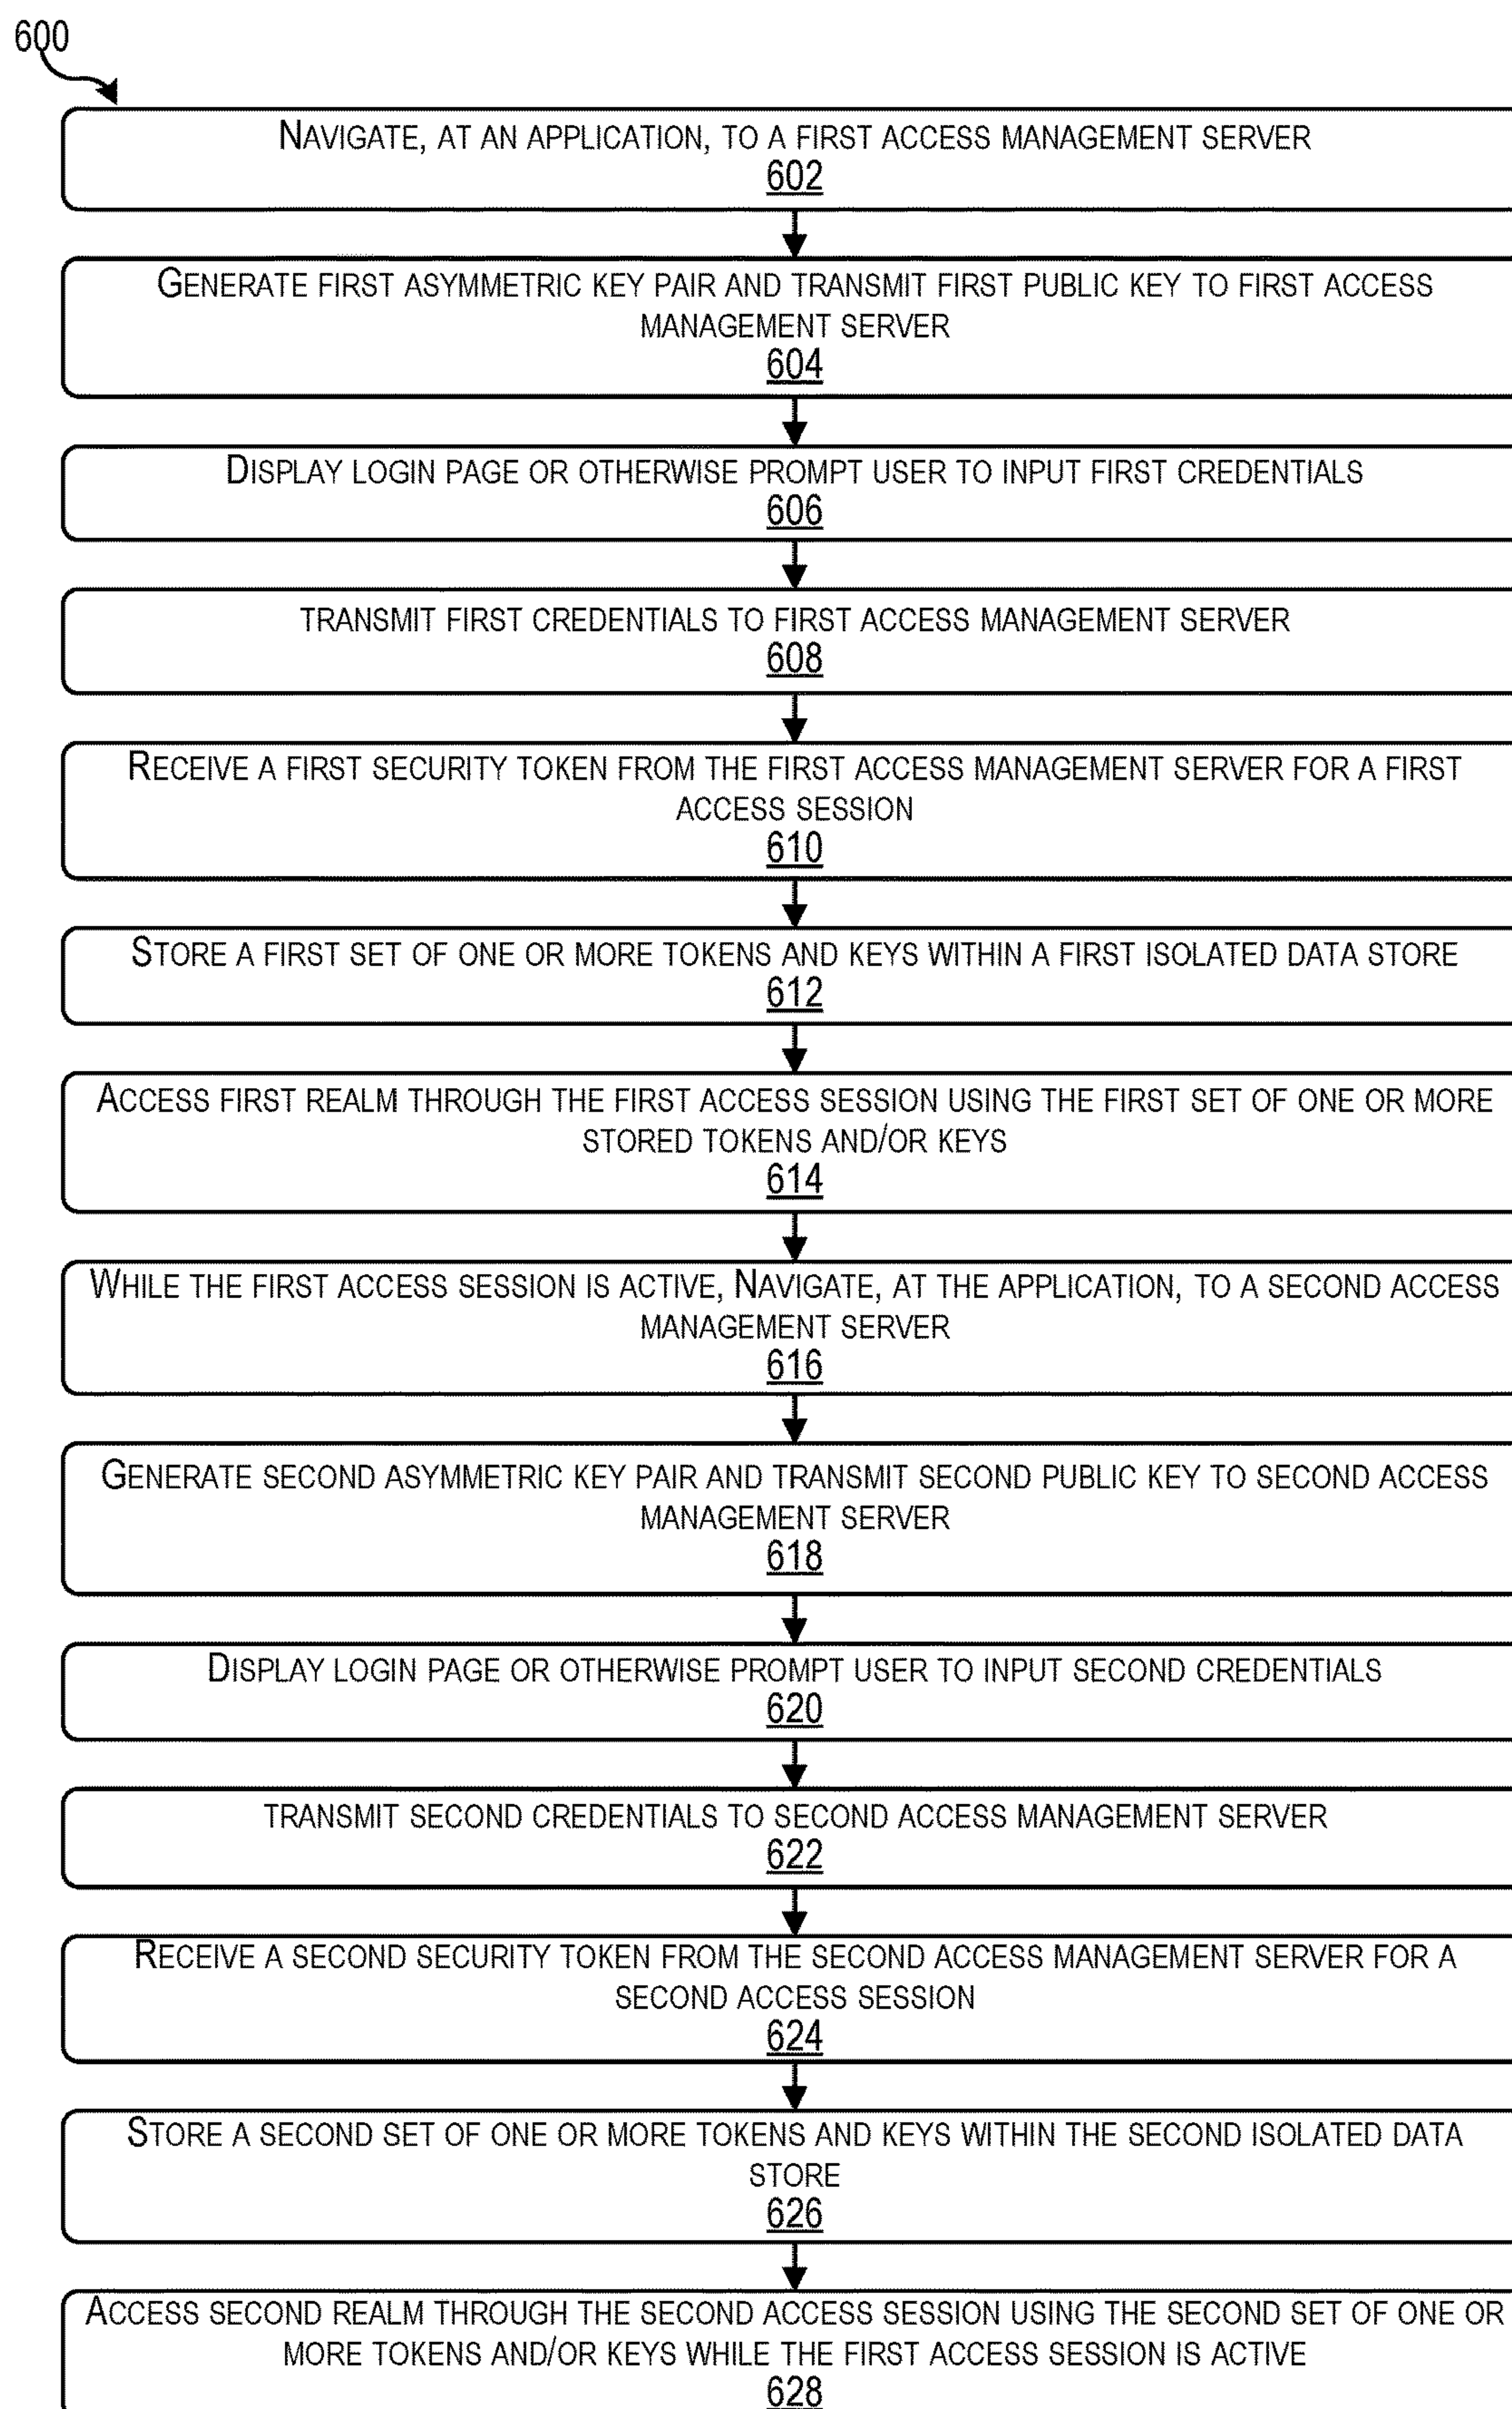 600
NAVIGATE, AT AN APPLICATION, TO A FIRST ACCESS MANAGEMENT SERVER
602
GENERATE FIRST ASYMMETRIC KEY PAIR AND TRANSMIT FIRST PUBLIC KEY TO FIRST ACCESS
MANAGEMENT SERVER
604
DISPLAY LOGIN PAGE OR OTHERWISE PROMPT USER TO INPUT FIRST CREDENTIALS
606
TRANSMIT FIRST CREDENTIALS TO FIRST ACCESS MANAGEMENT SERVER
608
RECEIVE A FIRST SECURITY TOKEN FROM THE FIRST ACCESS MANAGEMENT SERVER FOR A FIRST
ACCESS SESSION
610
STORE A FIRST SET OF ONE OR MORE TOKENS AND KEYS WITHIN A FIRST ISOLATED DATA STORE
612
ACCESS FIRST REALM THROUGH THE FIRST ACCESS SESSION USING THE FIRST SET OF ONE OR MORE
STORED TOKENS AND/OR KEYS
614
WHILE THE FIRST ACCESS SESSION IS ACTIVE, NAVIGATE, AT THE APPLICATION, TO A SECOND ACCESS
MANAGEMENT SERVER
616
GENERATE SECOND ASYMMETRIC KEY PAIR AND TRANSMIT SECOND PUBLIC KEY TO SECOND ACCESS
MANAGEMENT SERVER
618
DISPLAY LOGIN PAGE OR OTHERWISE PROMPT USER TO INPUT SECOND CREDENTIALS
620
TRANSMIT SECOND CREDENTIALS TO SECOND ACCESS MANAGEMENT SERVER
622
RECEIVE A SECOND SECURITY TOKEN FROM THE SECOND ACCESS MANAGEMENT SERVER FOR A
SECOND ACCESS SESSION
624
STORE A SECOND SET OF ONE OR MORE TOKENS AND KEYS WITHIN THE SECOND ISOLATED DATA
STORE
626
ACCESS SECOND REALM THROUGH THE SECOND ACCESS SESSION USING THE SECOND SET OF ONE OR
MORE TOKENS AND/OR KEYS WHILE THE FIRST ACCESS SESSION IS ACTIVE
628